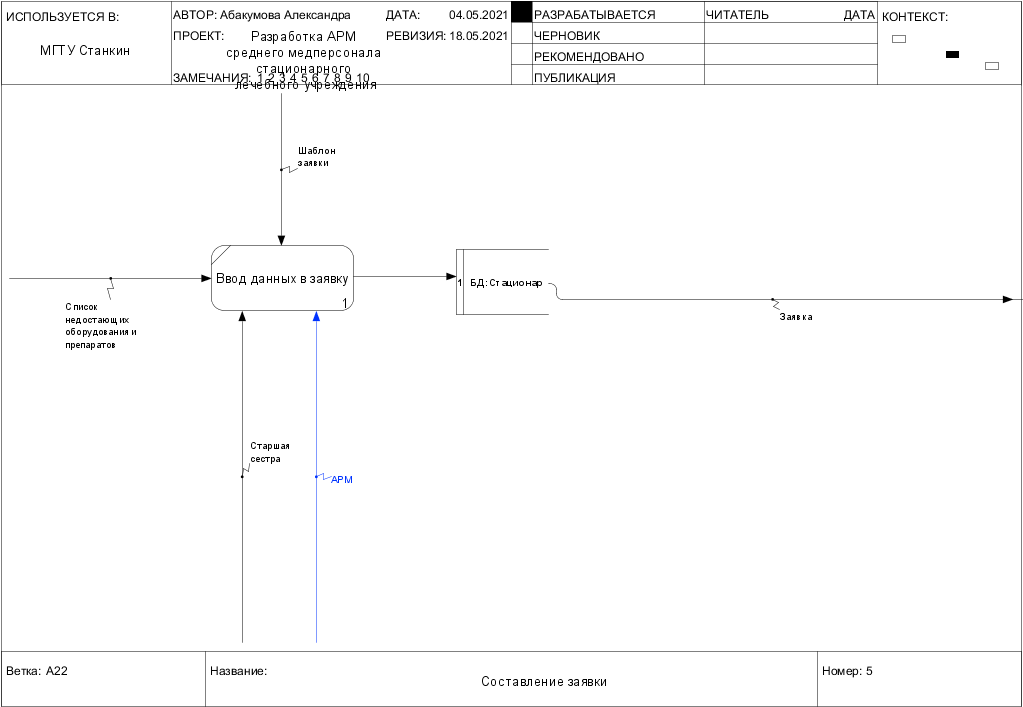 ИСПОЛЬЗУЕТСЯ В:
МГТУ Станкин
АВТОР: Абакумова Александра
ДАТА: 04.05.2021
ПРОЕКТ: Разработка АРМ
среднего медперсонала
стационарного
лечебного учреждения
РЕВИЗИЯ: 18.05.2021
ЗАМЕЧАНИЯ: 1 2 3 4 5 6 7 8 9 10
РАЗРАБАТЫВАЕТСЯ
ЧЕРНОВИК
РЕКОМЕНДОВАНО
ПУБЛИКАЦИЯ
ЧИТАТЕЛЬ
ДАТА
КОНТЕКСТ:
Шаблон
заявки
Ввод данных в заявку
1
1 БД: Стационар
Список
недостающих
оборудования и
препаратов
Заявка
Старшая
сестра
АРМ
Ветка: A22
Название:
Составление заявки
Номер: 5